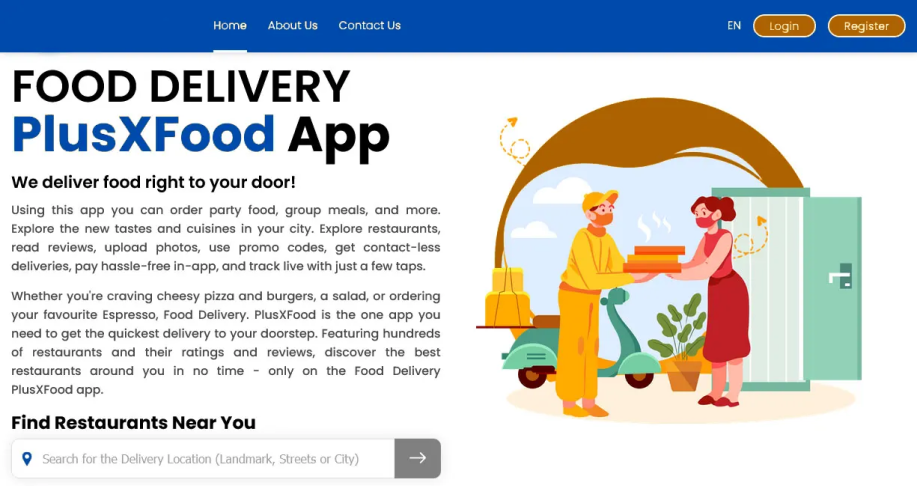 Home About Us Contact Us EN Login Register
FOOD DELIVERY
PlusXFood App
We deliver food right to your door!
Using this app you can order party food, group meals, and more.
Explore the new tastes and cuisines in your city. Explore restaurants,
read reviews, upload photos, use promo codes, get contact-less
deliveries, pay hassle-free in-app, and track live with just a few taps.
Whether you're craving cheesy pizza and burgers, a salad, or ordering
your favourite Espresso, Food Delivery. PlusXFood is the one app you
need to get the quickest delivery to your doorstep. Featuring hundreds
of restaurants and their ratings and reviews, discover the best
restaurants around you in no time - only on the Food Delivery
PlusXFood app.
Find Restaurants Near You
Search for the Delivery Location (Landmark, Streets or City)